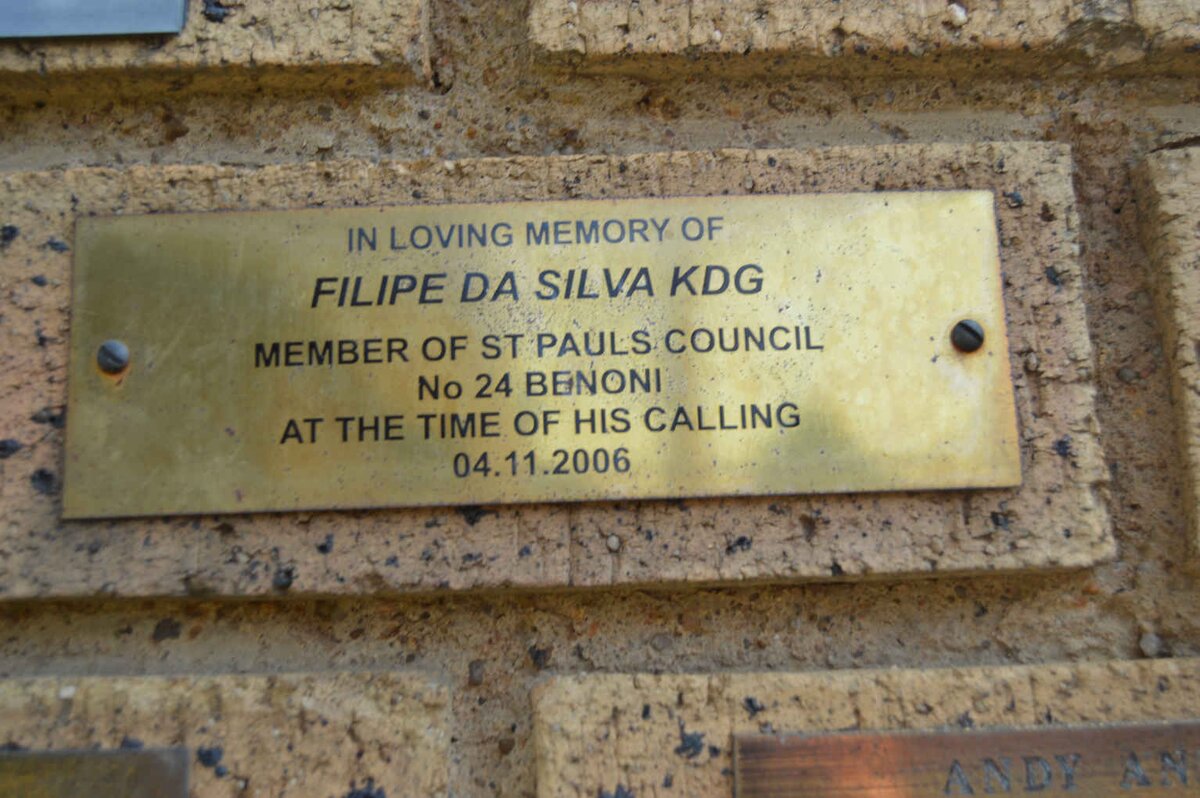 IN LOVING MEMORY OF
FILIPE DA SILVA KDG
MEMBER OF ST PAULS COUNCIL
No 24 BENONI
AT THE TIME OF HIS CALLING
04.11.2006
ANDY